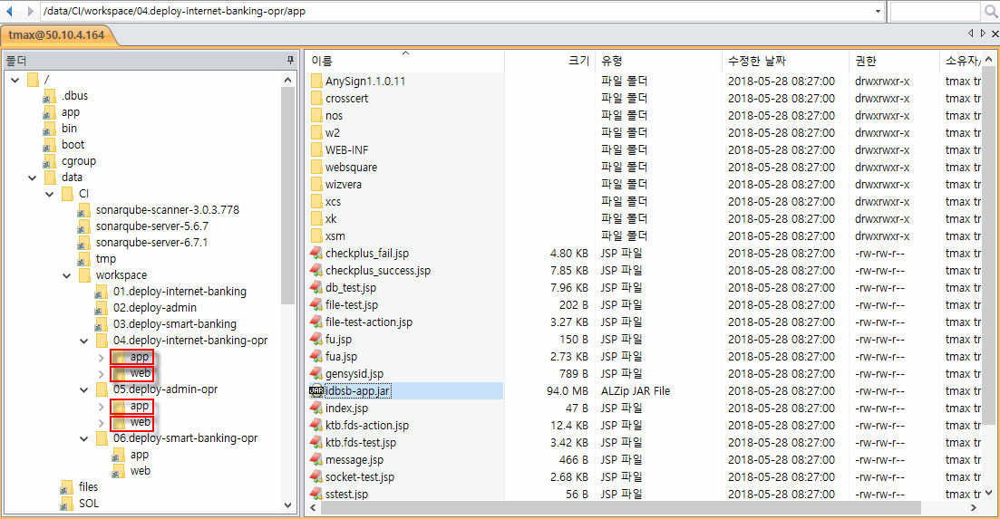 /data/CI/workspace/04.deploy-internet-banking-opr/app
tmax@50.10.4.164
폴더
/
.dbus
app
bin
boot
cgroup
data
CI
sonarqube-scanner-3.0.3.778
sonarqube-server-5.6.7
sonarqube-server-6.7.1
tmp
workspace
01.deploy-internet-banking
02.deploy-admin
03.deploy-smart-banking
04.deploy-internet-banking-opr
app
web
05.deploy-admin-opr
app
web
06.deploy-smart-banking-opr
app
web
files
SOL
이름 크기 유형 수정한 날짜 권한 소유자/
AnySign1.1.0.11 파일 폴더 2018-05-28 08:27:00 drwxrwxr-x tmax tr
crosscert 파일 폴더 2018-05-28 08:27:00 drwxrwxr-x tmax tr
nos 파일 폴더 2018-05-28 08:27:00 drwxrwxr-x tmax tr
w2 파일 폴더 2018-05-28 08:27:00 drwxrwxr-x tmax tr
WEB-INF 파일 폴더 2018-05-28 08:27:00 drwxrwxr-x tmax tr
websquare 파일 폴더 2018-05-28 08:27:00 drwxrwxr-x tmax tr
wizvera 파일 폴더 2018-05-28 08:27:00 drwxrwxr-x tmax tr
xcs 파일 폴더 2018-05-28 08:27:00 drwxrwxr-x tmax tr
xk 파일 폴더 2018-05-28 08:27:00 drwxrwxr-x tmax tr
xsm 파일 폴더 2018-05-28 08:27:00 drwxrwxr-x tmax tr
checkplus_fail.jsp 4.80 KB JSP 파일 2018-05-28 08:27:00 -rw-rw-r-- tmax tr
checkplus_success.jsp 7.85 KB JSP 파일 2018-05-28 08:27:00 -rw-rw-r-- tmax tr
db_test.jsp 7.96 KB JSP 파일 2018-05-28 08:27:00 -rw-rw-r-- tmax tr
file-test.jsp 202 B JSP 파일 2018-05-28 08:27:00 -rw-rw-r-- tmax tr
file-test-action.jsp 3.27 KB JSP 파일 2018-05-28 08:27:00 -rw-rw-r-- tmax tr
fu.jsp 150 B JSP 파일 2018-05-28 08:27:00 -rw-rw-r-- tmax tr
fua.jsp 2.73 KB JSP 파일 2018-05-28 08:27:00 -rw-rw-r-- tmax tr
gensysid.jsp 789 B JSP 파일 2018-05-28 08:27:00 -rw-rw-r-- tmax tr
idbsb-app.jar 94.0 MB ALZip JAR File 2018-05-28 08:27:00 -rw-rw-r-- tmax tr
index.jsp 47 B JSP 파일 2018-05-28 08:27:00 -rw-rw-r-- tmax tr
ktb.fds-action.jsp 12.4 KB JSP 파일 2018-05-28 08:27:00 -rw-rw-r-- tmax tr
ktb.fds-test.jsp 3.42 KB JSP 파일 2018-05-28 08:27:00 -rw-rw-r-- tmax tr
message.jsp 466 B JSP 파일 2018-05-28 08:27:00 -rw-rw-r-- tmax tr
socket-test.jsp 2.68 KB JSP 파일 2018-05-28 08:27:00 -rw-rw-r-- tmax tr
sstest.jsp 56 B JSP 파일 2018-05-28 08:27:00 -rw-rw-r-- tmax tr